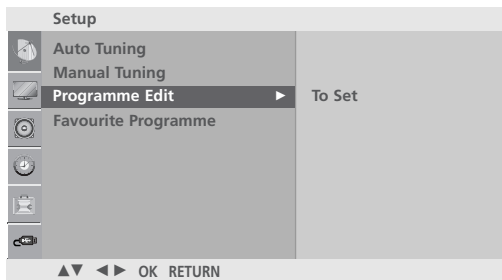 Setup
Auto Tuning
Manual Tuning
Programme Edit ► To Set
Favourite Programme
▲▼ ◄ ► OK RETURN